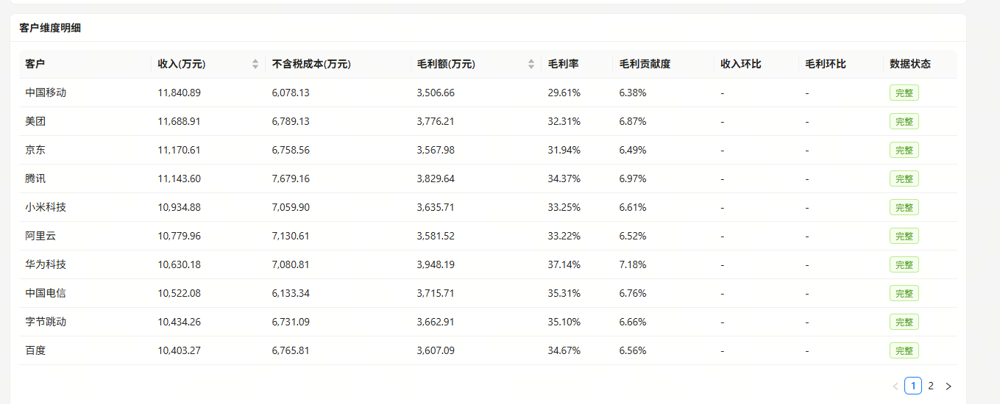 客户维度明细
客户 收入(万元) 不含税成本(万元) 毛利额(万元) 毛利率 毛利贡献度 收入环比 毛利环比 数据状态
中国移动 11,840.89 6,078.13 3,506.66 29.61% 6.38% - - 完整
美团 11,688.91 6,789.13 3,776.21 32.31% 6.87% - - 完整
京东 11,170.61 6,758.56 3,567.98 31.94% 6.49% - - 完整
腾讯 11,143.60 7,679.16 3,829.64 34.37% 6.97% - - 完整
小米科技 10,934.88 7,059.90 3,635.71 33.25% 6.61% - - 完整
阿里云 10,779.96 7,130.61 3,581.52 33.22% 6.52% - - 完整
华为科技 10,630.18 7,080.81 3,948.19 37.14% 7.18% - - 完整
中国电信 10,522.08 6,133.34 3,715.71 35.31% 6.76% - - 完整
字节跳动 10,434.26 6,731.09 3,662.91 35.10% 6.66% - - 完整
百度 10,403.27 6,765.81 3,607.09 34.67% 6.56% - - 完整
< 1 2 >